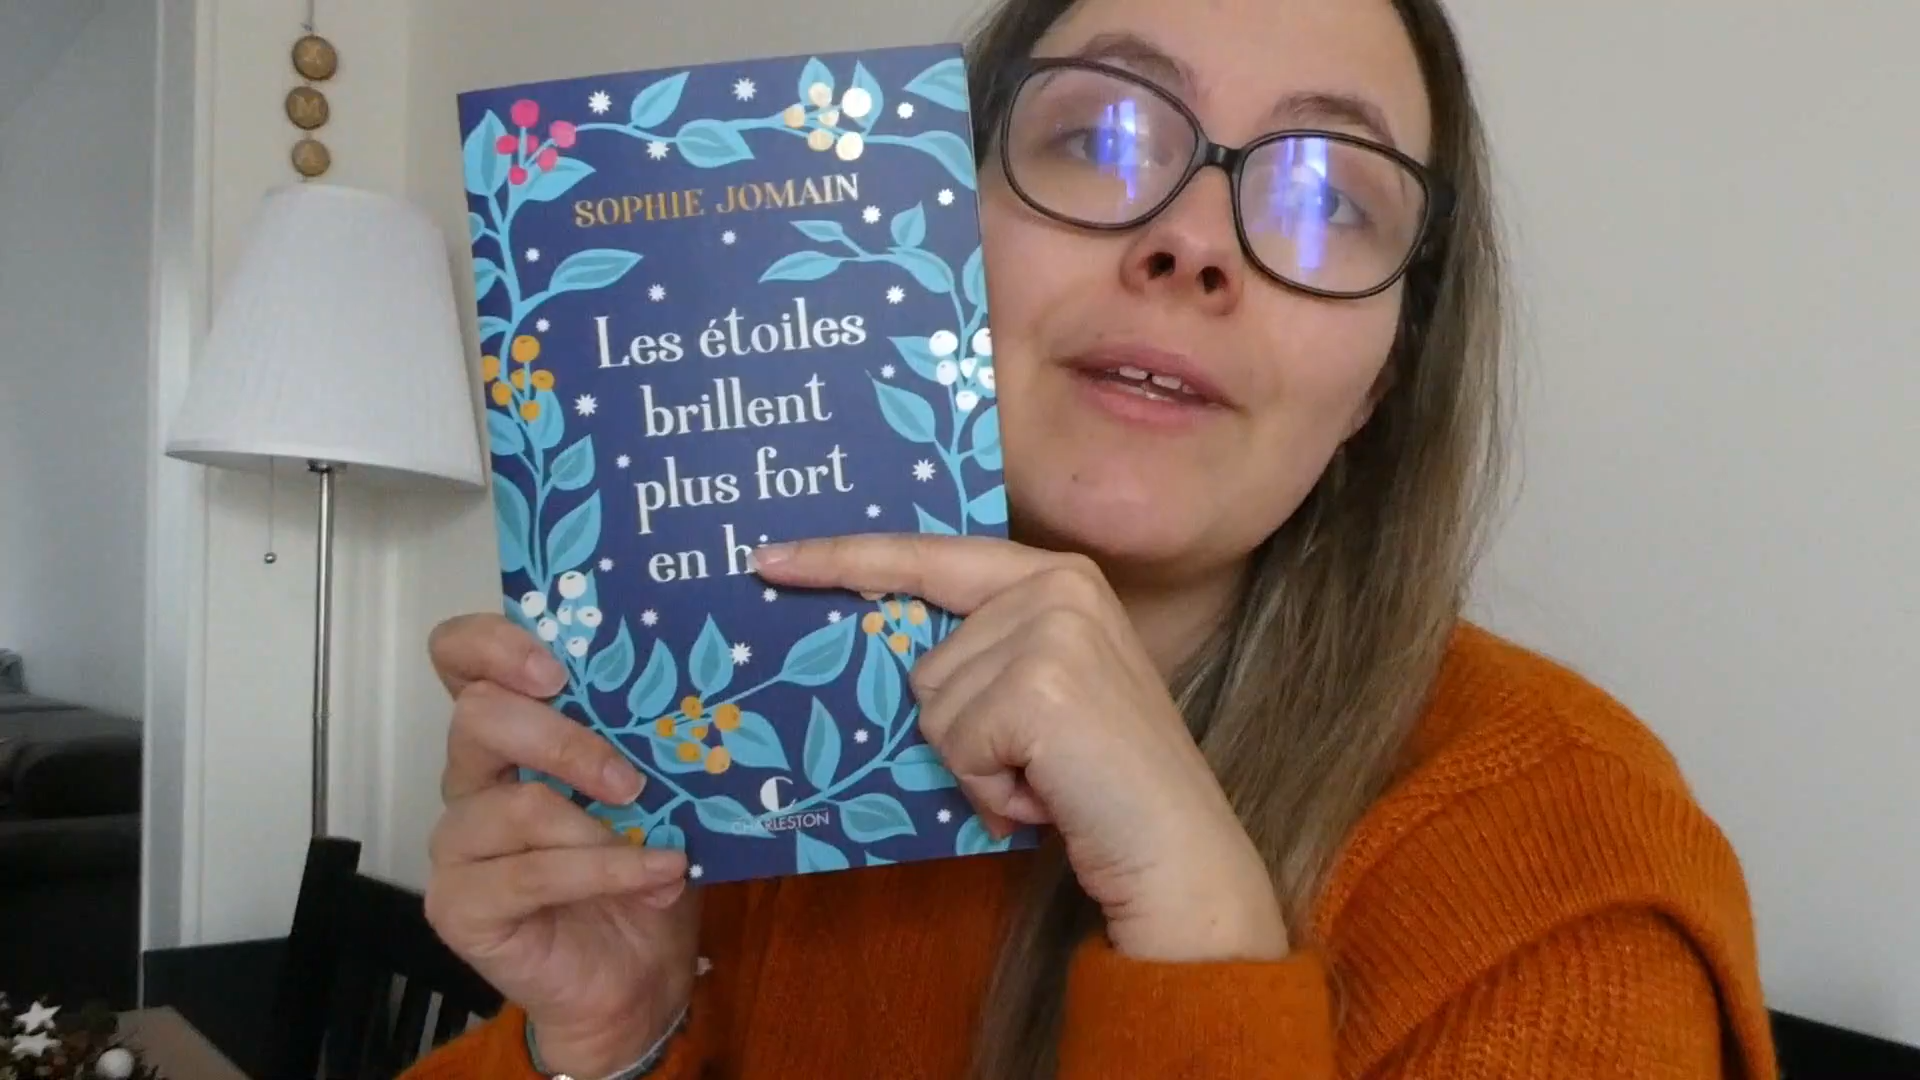 SOPHIE JOMAIN
Les étoiles
brillent
plus fort
en
C
CHARLESTON